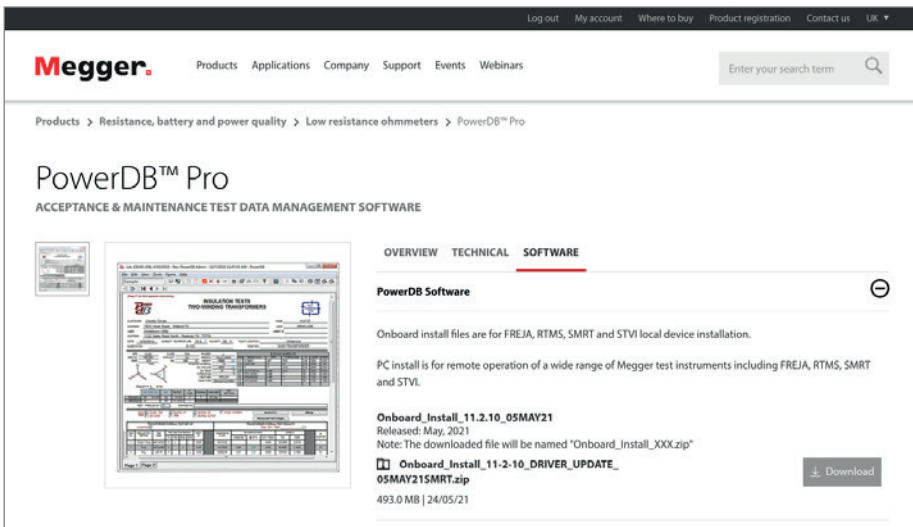 Log out My account Where to buy Product registration Contact us UK ▼
Megger.
Products Applications Company Support Events Webinars
Enter your search term
Products > Resistance, battery and power quality > Low resistance ohmmeters > PowerDB™ Pro
PowerDB™ Pro
ACCEPTANCE & MAINTENANCE TEST DATA MANAGEMENT SOFTWARE
OVERVIEW TECHNICAL SOFTWARE
PowerDB Software
Onboard install files are for FREJA, RTMS, SMRT and STVI local device installation.
PC install is for remote operation of a wide range of Megger test instruments including FREJA, RTMS, SMRT
and STVI.
Onboard_Install_11.2.10_05MAY21
Released: May, 2021
Note: The downloaded file will be named "Onboard_Install_XXX.zip"
Onboard_Install_11-2-10_DRIVER_UPDATE_
05MAY21SMRT.zip
Download
493.0 MB | 24/05/21
INSULATION TESTS
TWO-WINDING TRANSFORMERS
Page 1 Page 2